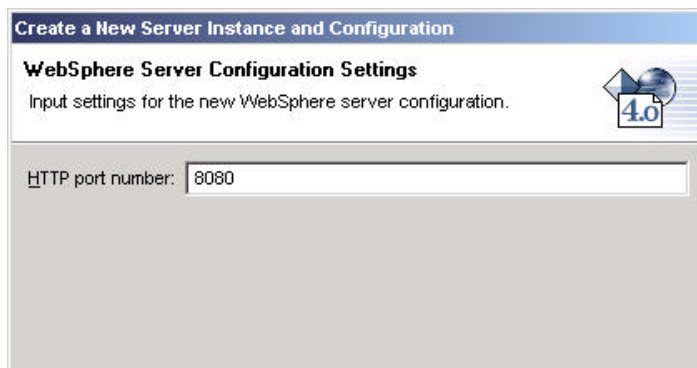 Create a New Server Instance and Configuration
WebSphere Server Configuration Settings
Input settings for the new WebSphere server configuration.
4.0
HTTP port number: 8080